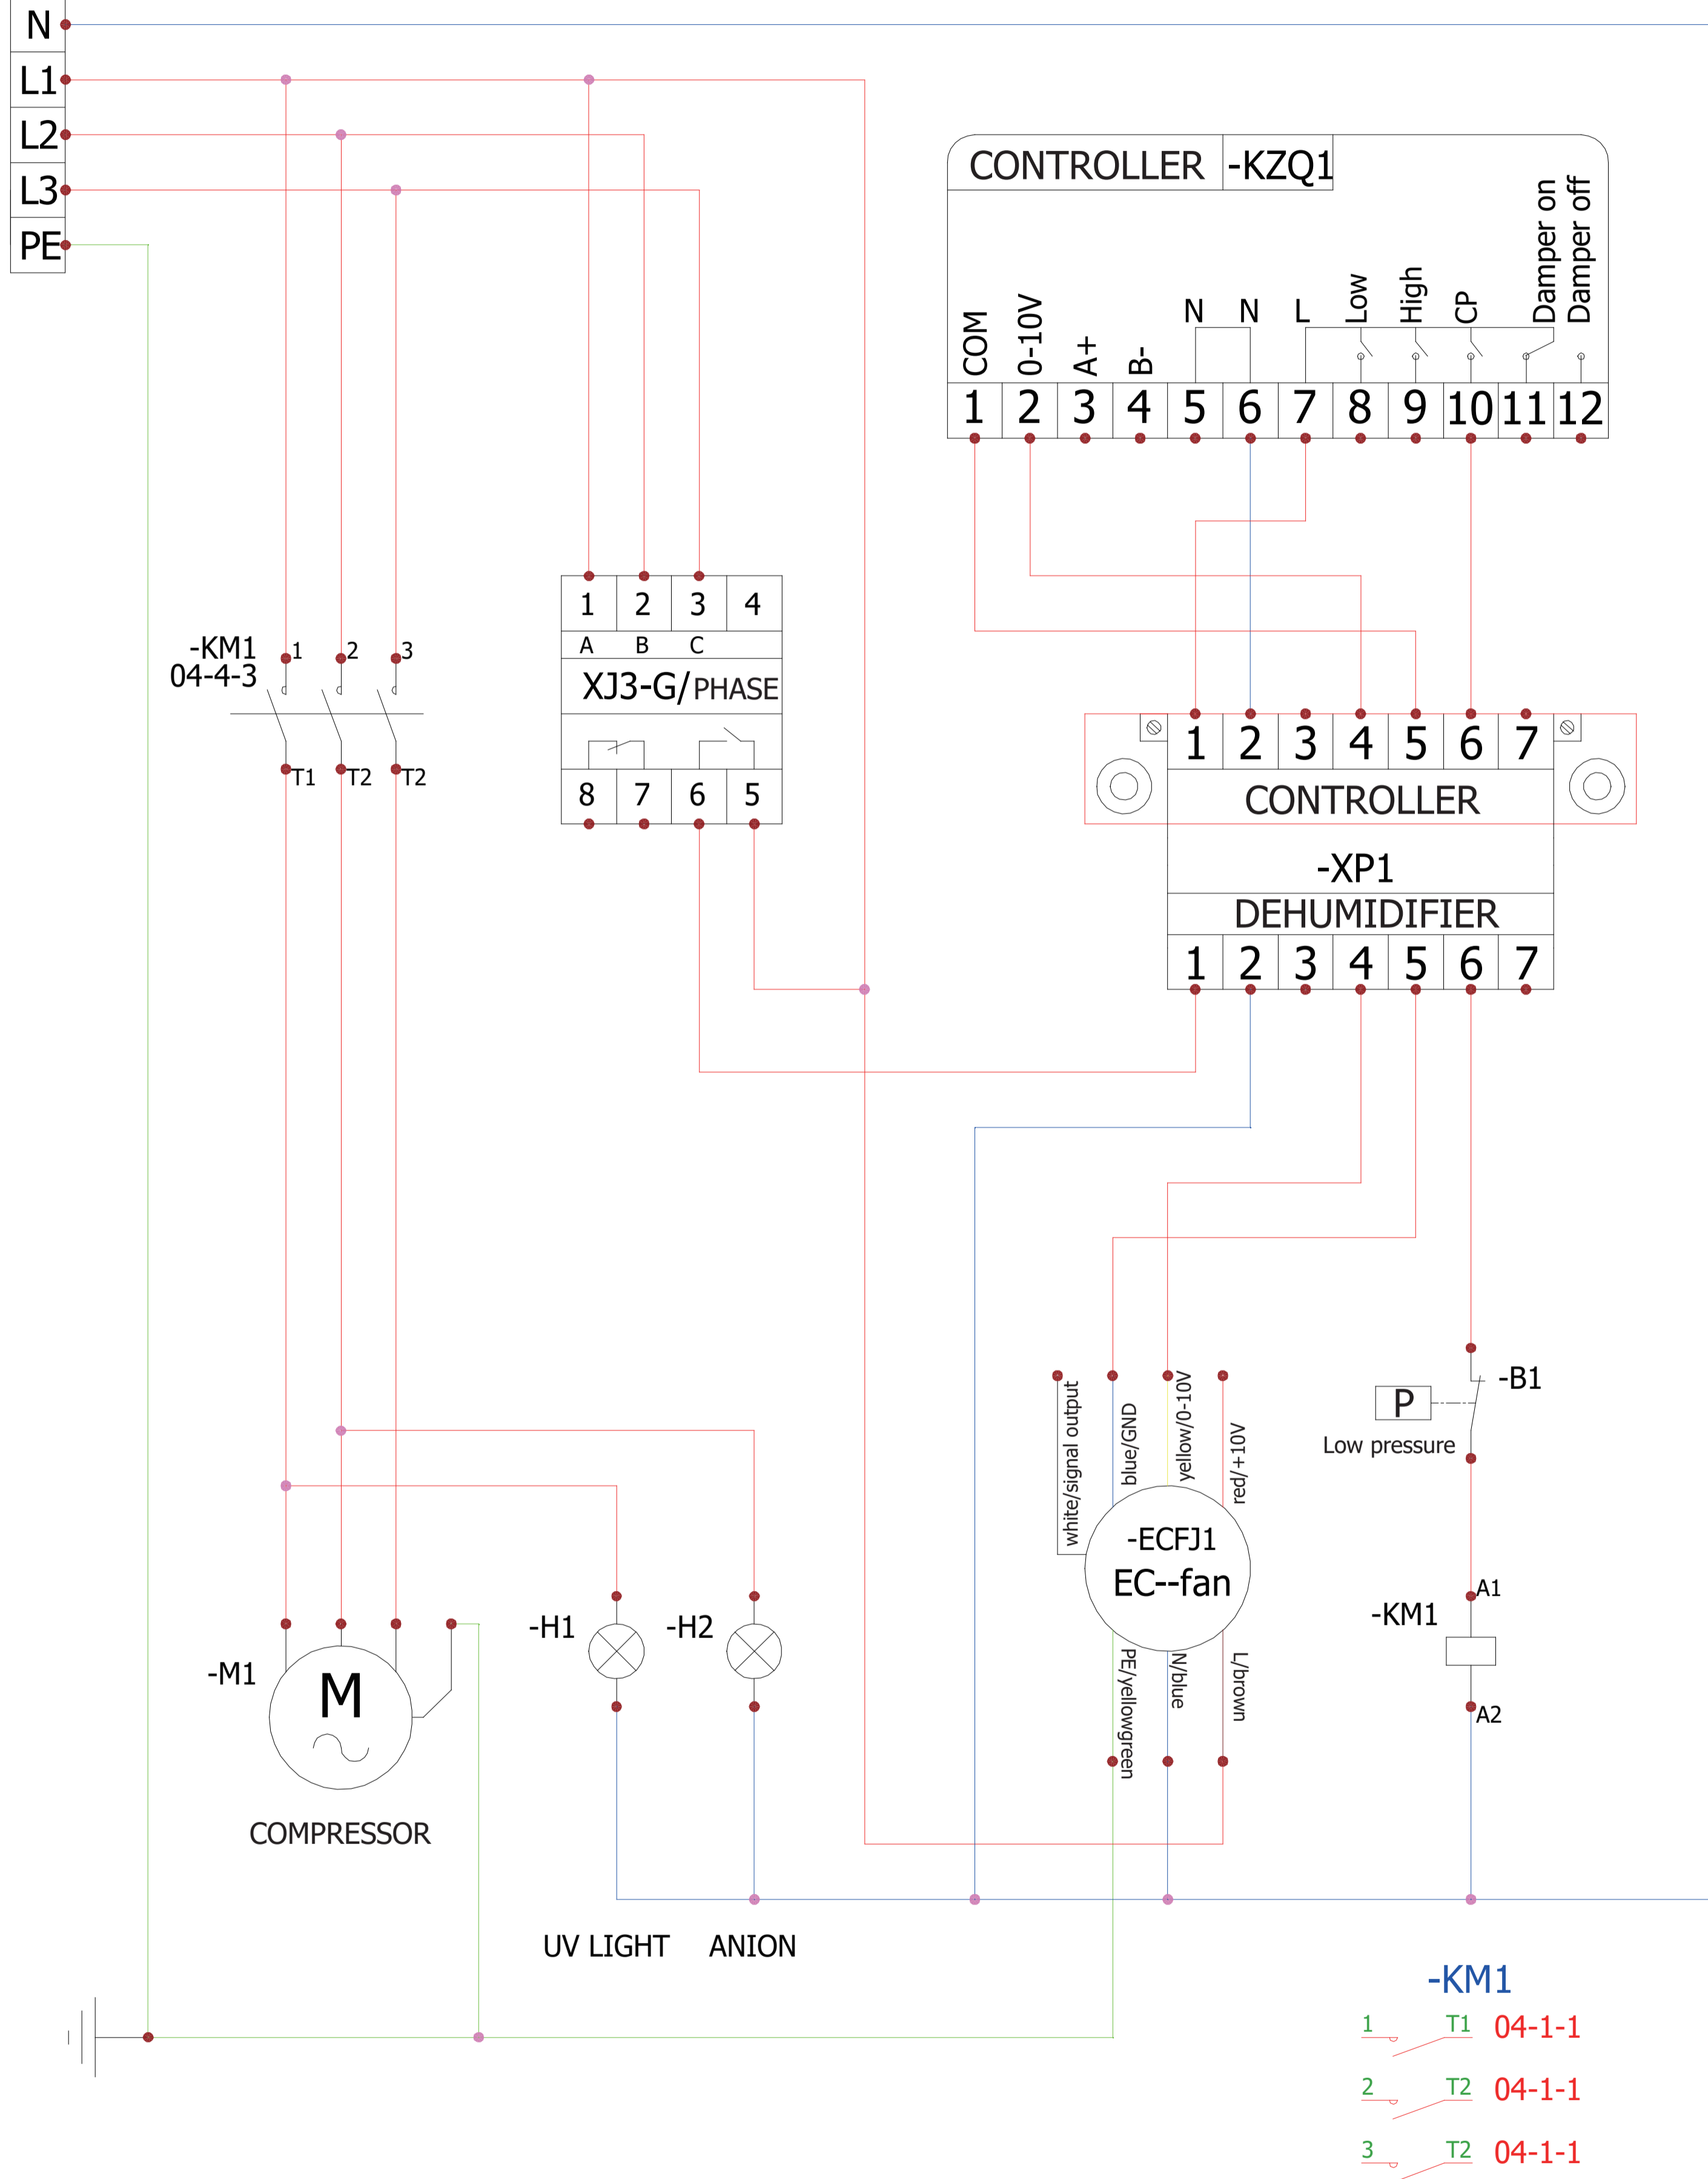 N
L1
L2
L3
PE
CONTROLLER -KZQ1
COM
0-10V
A+
B-
N
N
L
Low
High
CP
Damper on
Damper off
1 2 3 4 5 6 7 8 9 10 11 12
-KM1
04-4-3
1 2 3
T1 T2 T2
1 2 3 4
A B C
XJ3-G/PHASE
8 7 6 5
1 2 3 4 5 6 7
CONTROLLER
-XP1
DEHUMIDIFIER
1 2 3 4 5 6 7
white/signal output
blue/GND
yellow/0-10V
red/+10V
-ECFJ1
EC--fan
PE/yellowgreen
N/blue
L/brown
-B1
P
Low pressure
A1
-KM1
A2
-H1
-H2
-M1
M
COMPRESSOR
UV LIGHT
ANION
-KM1
1 T1 04-1-1
2 T2 04-1-1
3 T2 04-1-1